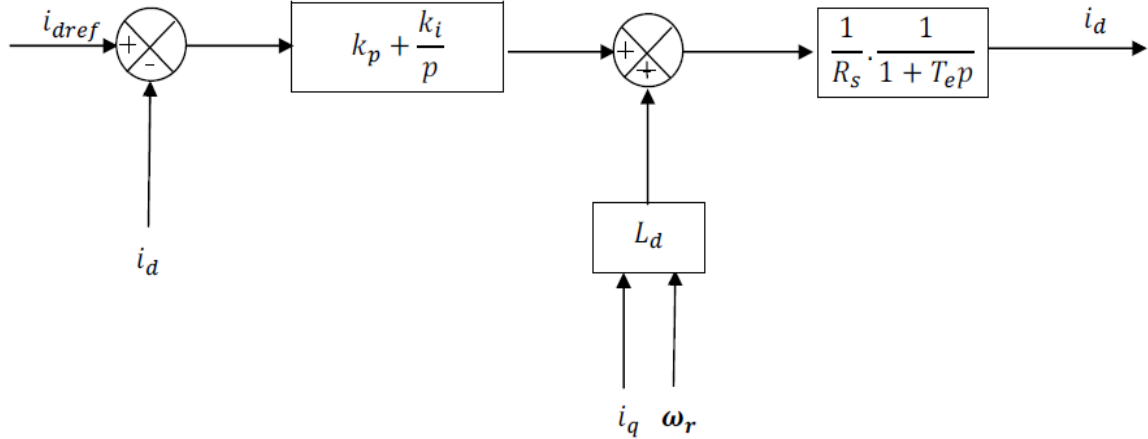 i_dref
+
-
i_d
k_p + k_i/p
+
+
L_d
i_q ω_r
1/R_s . 1/(1 + T_e p)
i_d